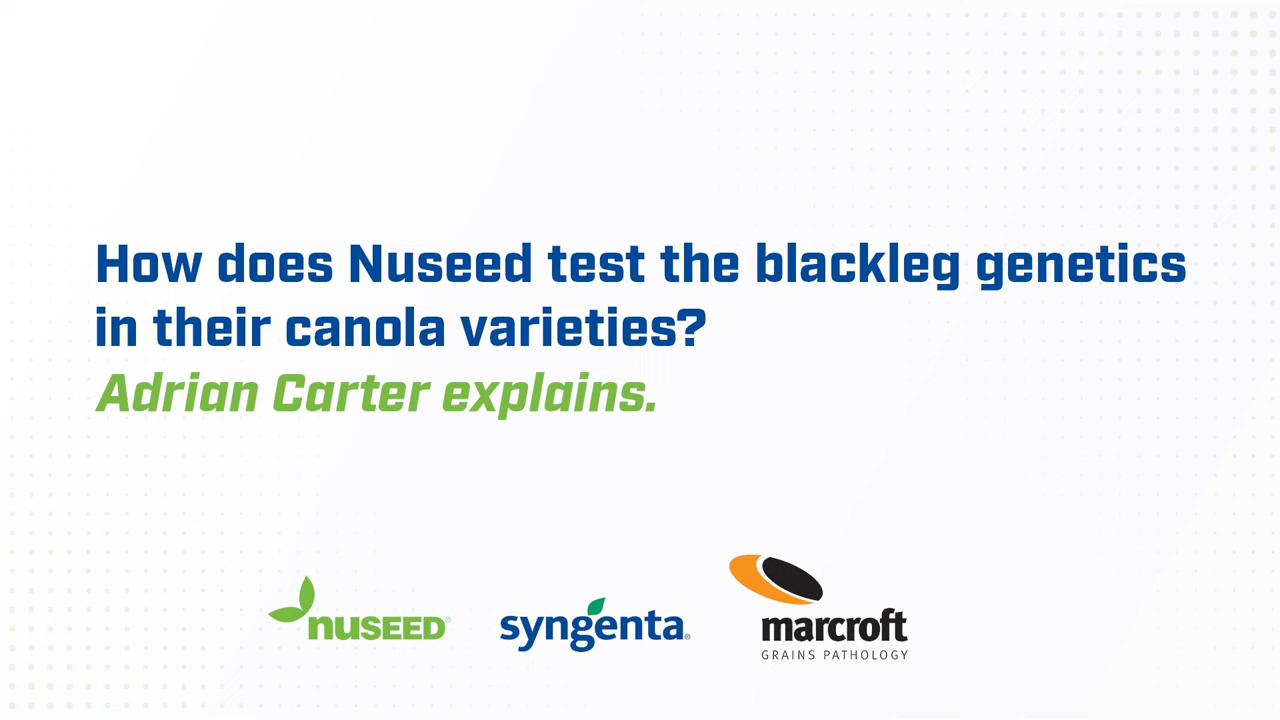 How does Nuseed test the blackleg genetics
in their canola varieties?
Adrian Carter explains.
nuseed®
syngenta®
marcroft
GRAINS PATHOLOGY